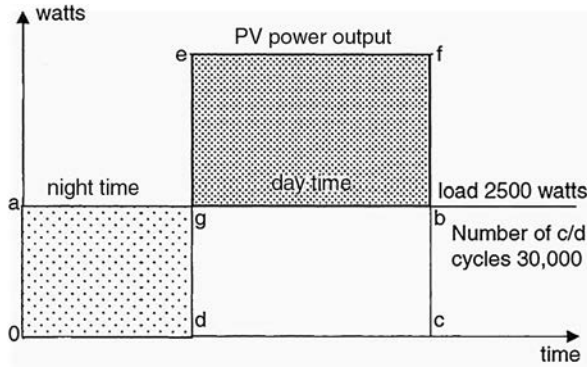 watts
PV power output
e
f
night time
day time
load 2500 watts
a
g
b
Number of c/d
cycles 30,000
0
d
c
time